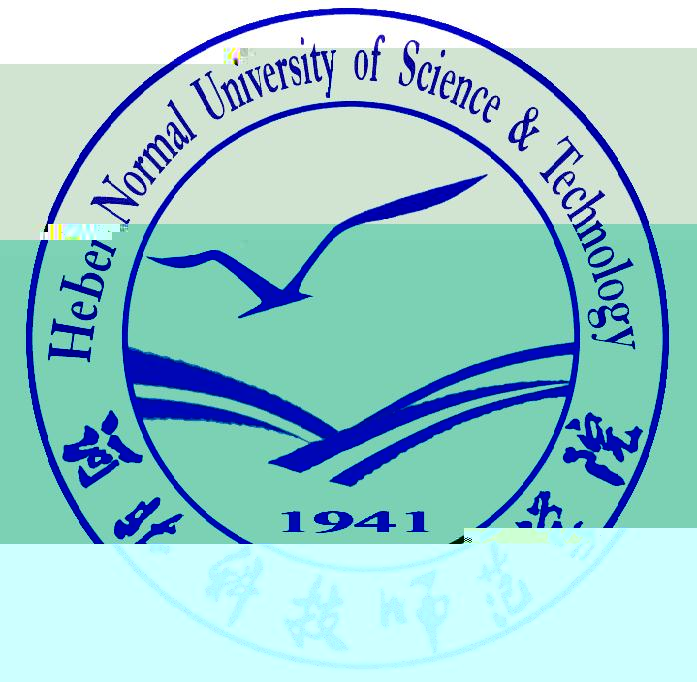 Hebei Normal University of Science & Technology
1941
河北科技师范学院